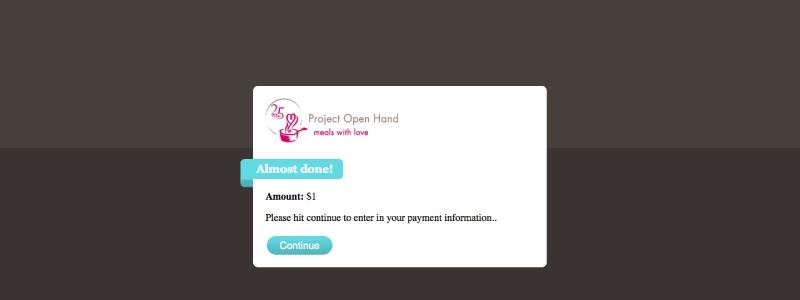 25
Project Open Hand
meals with love
Almost done!
Amount: $1
Please hit continue to enter in your payment information..
Continue